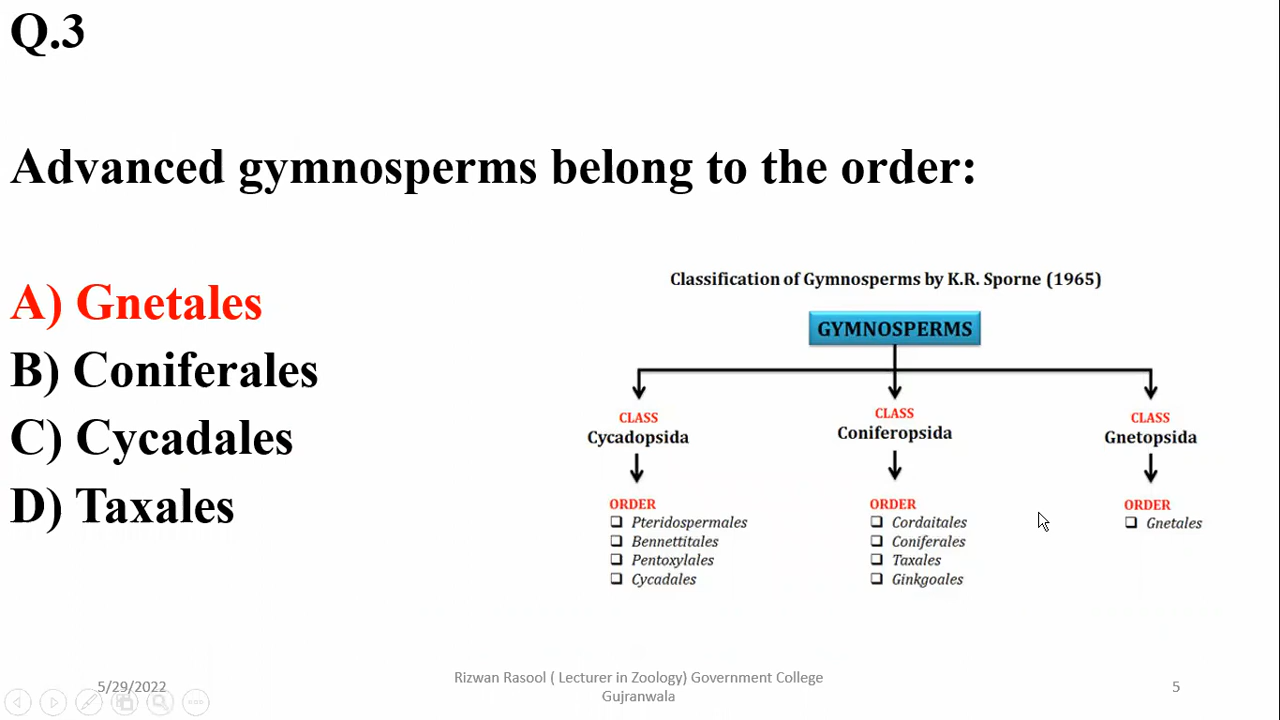 Q.3
Advanced gymnosperms belong to the order:
A) Gnetales
B) Coniferales
C) Cycadales
D) Taxales
Classification of Gymnosperms by K.R. Sporne (1965)
GYMNOSPERMS
CLASS
Cycadopsida
ORDER
Pteridospermales
Bennettitales
Pentoxylales
Cycadales
CLASS
Coniferopsida
ORDER
Cordaitales
Coniferales
Taxales
Ginkgoales
CLASS
Gnetopsida
ORDER
Gnetales
5/29/2022
Rizwan Rasool ( Lecturer in Zoology) Government College
Gujranwala
5